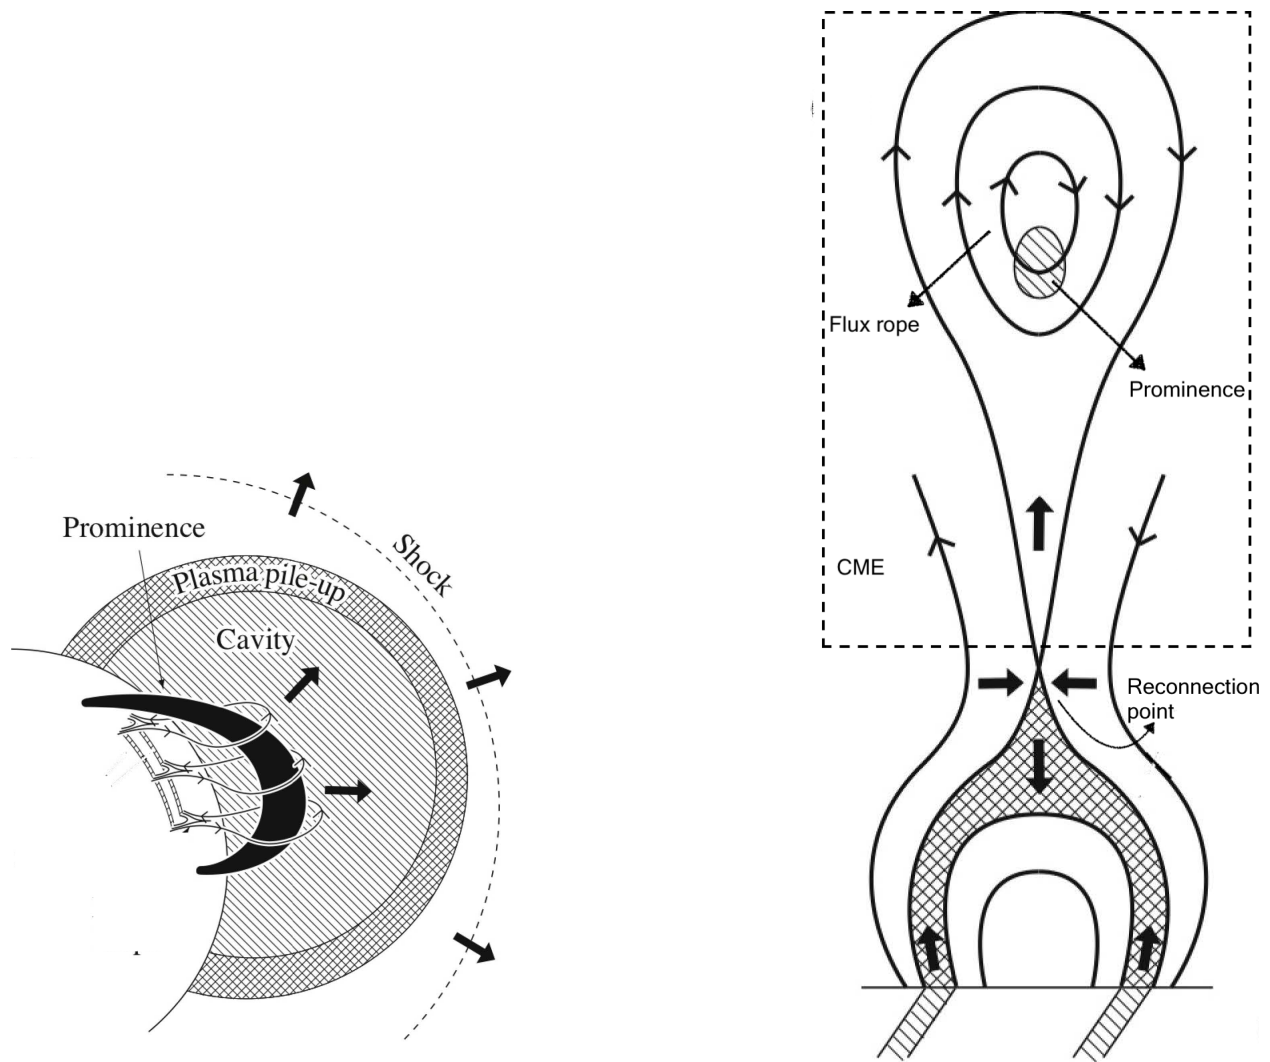 Prominence
Shock
Plasma pile-up
Cavity
Flux rope
Prominence
CME
Reconnection
point